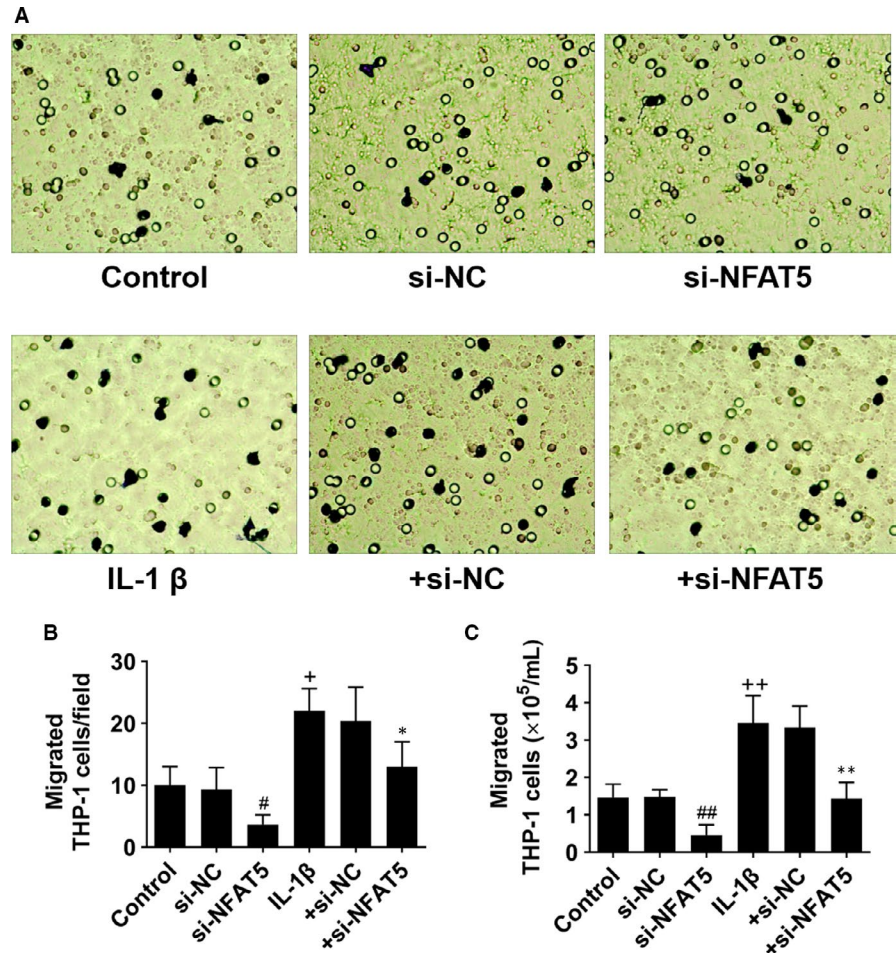 A
Control
si-NC
si-NFAT5
IL-1 β
+si-NC
+si-NFAT5
B
Migrated
THP-1 cells/field
30
20
10
0
+
#
*
Control
si-NC
si-NFAT5
IL-1β
+si-NC
+si-NFAT5
C
Migrated
THP-1 cells (×10⁵/mL)
5
4
3
2
1
0
++
##
**
Control
si-NC
si-NFAT5
IL-1β
+si-NC
+si-NFAT5